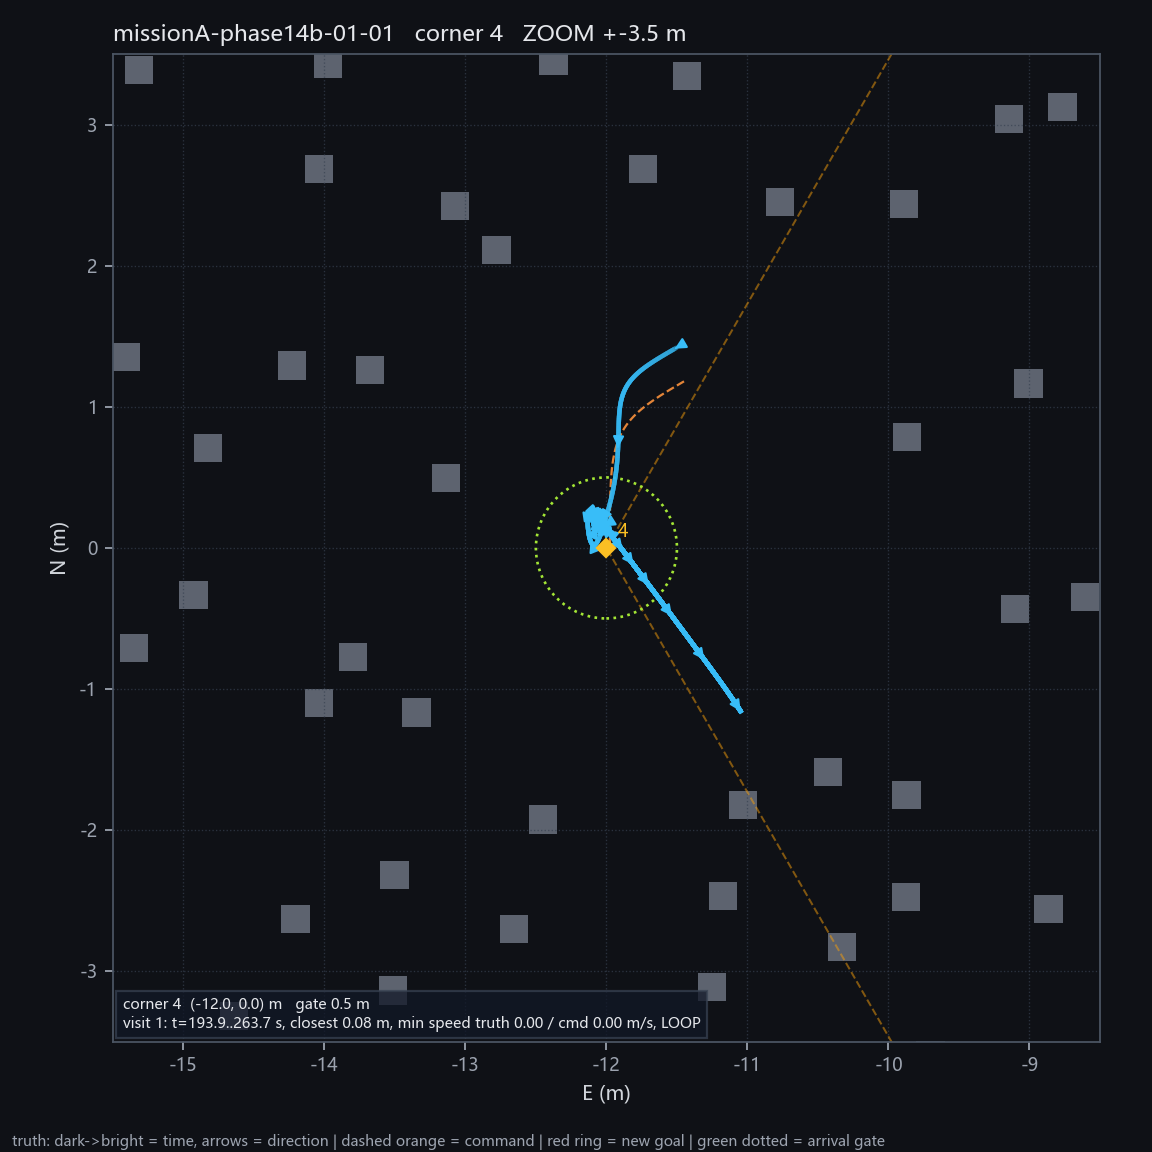 missionA-phase14b-01-01   corner 4   ZOOM +-3.5 m
3
2
1
0
-1
-2
-3
N (m)
4
corner 4  (-12.0, 0.0) m   gate 0.5 m
visit 1: t=193.9..263.7 s, closest 0.08 m, min speed truth 0.00 / cmd 0.00 m/s, LOOP
-15
-14
-13
-12
-11
-10
-9
E (m)
truth: dark->bright = time, arrows = direction | dashed orange = command | red ring = new goal | green dotted = arrival gate